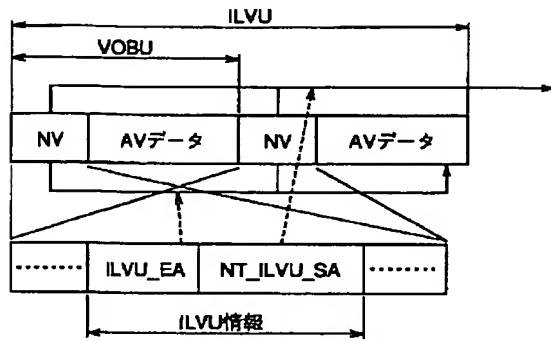 ILVU
VOBU
NV
AVデータ
NV
AVデータ
ILVU_EA
NT_ILVU_SA
ILVU情報